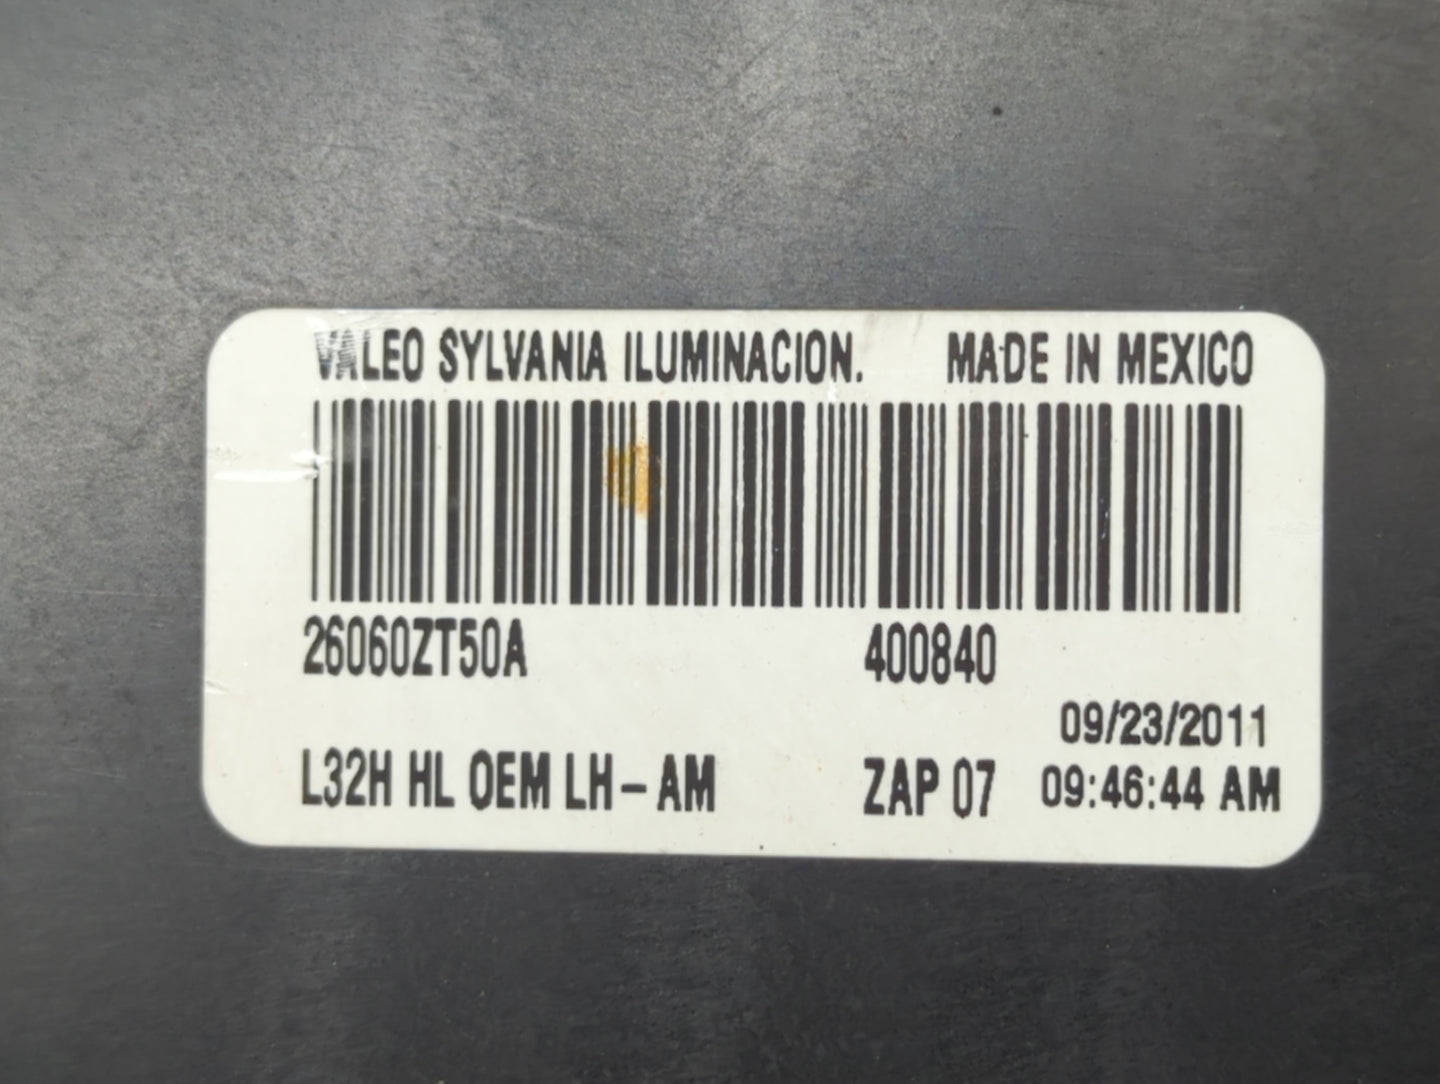 VALEO SYLVANIA ILUMINACION. MADE IN MEXICO
26060ZT50A 400840
09/23/2011
L32H HL OEM LH-AM ZAP 07 09:46:44 AM